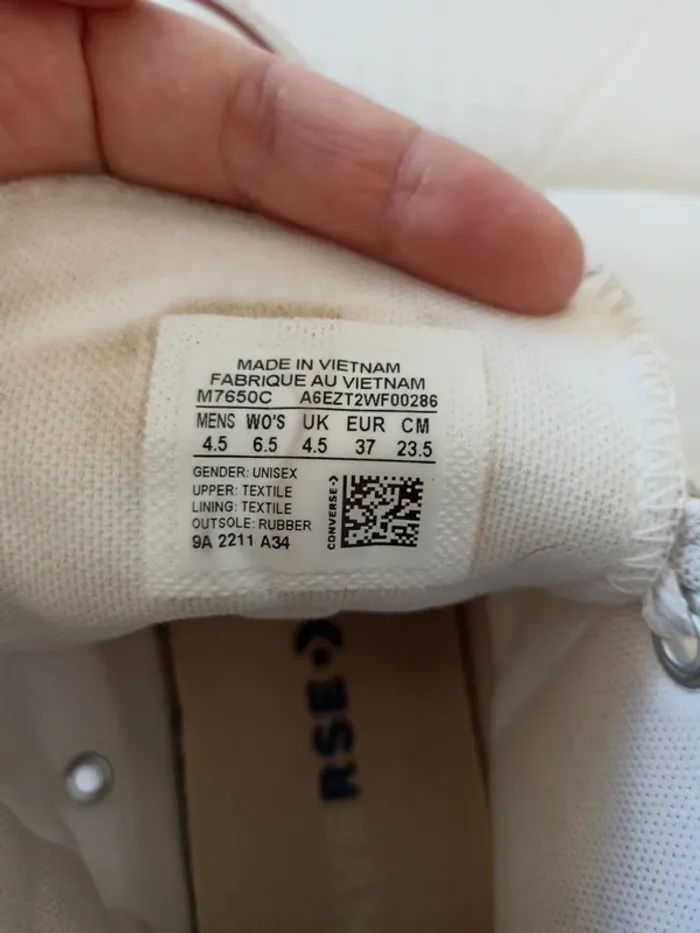 MADE IN VIETNAM
FABRIQUE AU VIETNAM
M7650C A6EZT2WF00286
MENS WO'S UK EUR CM
4.5 6.5 4.5 37 23.5
GENDER: UNISEX
UPPER: TEXTILE
LINING: TEXTILE
OUTSOLE: RUBBER
9A 2211 A34
CONVERSE
RSE